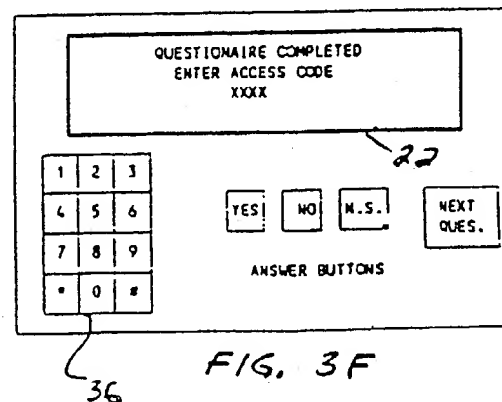 QUESTIONAIRE COMPLETED
ENTER ACCESS CODE
XXXX
22
1 2 3
4 5 6
7 8 9
* 0 #
YES NO N.S. NEXT QUES.
ANSWER BUTTONS
36
FIG. 3F